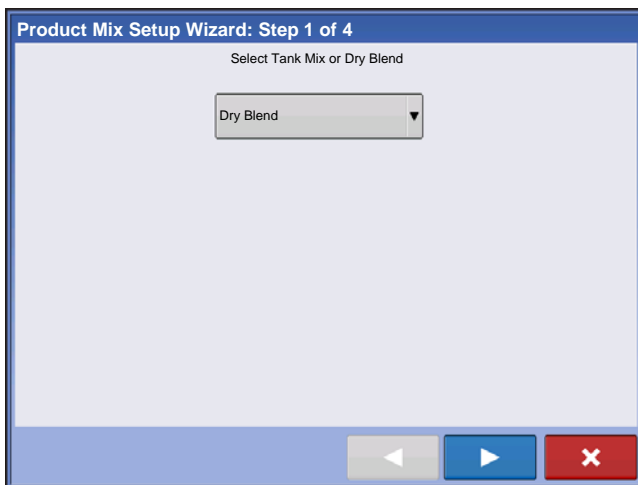 Product Mix Setup Wizard: Step 1 of 4
Select Tank Mix or Dry Blend
Dry Blend